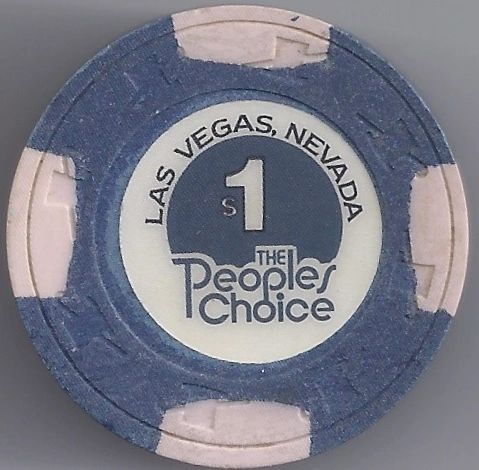 LAS VEGAS, NEVADA
$1
THE
Peoples
Choice